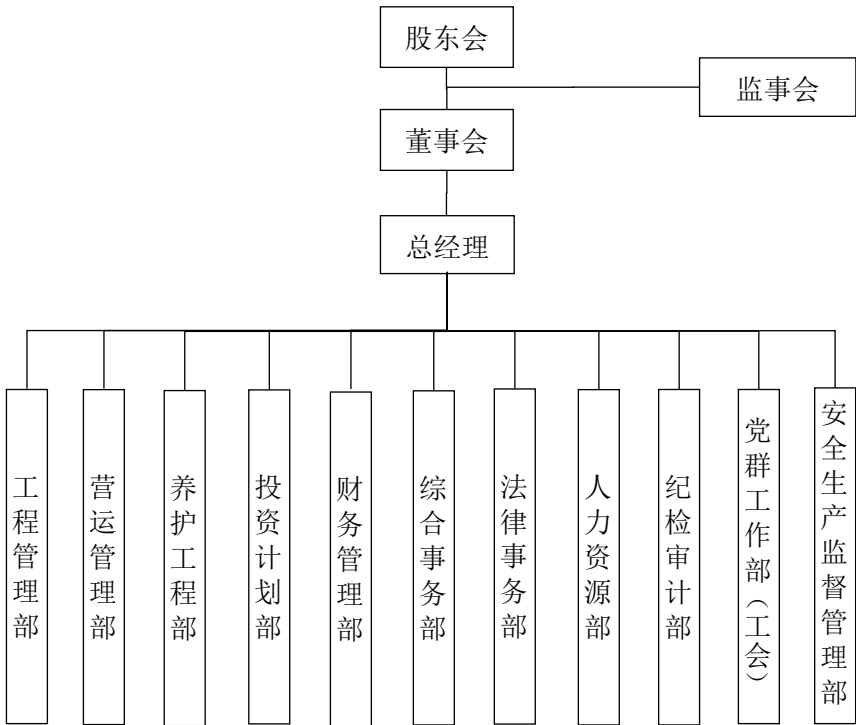 股东会
监事会
董事会
总经理
工程管理部
营运管理部
养护工程部
投资计划部
财务管理部
综合事务部
法律事务部
人力资源部
纪检审计部
党群工作部(工会)
安全生产监督管理部